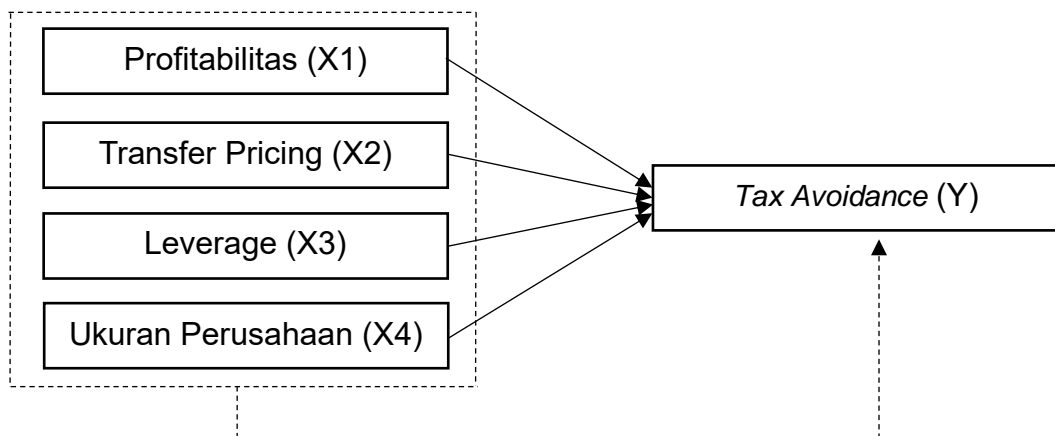 Profitabilitas (X1)
Transfer Pricing (X2)
Tax Avoidance (Y)
Leverage (X3)
Ukuran Perusahaan (X4)